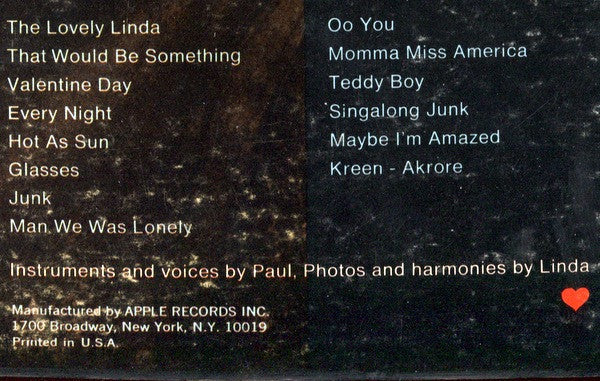 The Lovely Linda
That Would Be Something
Valentine Day
Every Night
Hot As Sun
Glasses
Junk
Man We Was Lonely
Oo You
Momma Miss America
Teddy Boy
Singalong Junk
Maybe I'm Amazed
Kreen - Akrore
Instruments and voices by Paul, Photos and harmonies by Linda
Manufactured by APPLE RECORDS INC.
1700 Broadway, New York, N.Y. 10019
Printed in U.S.A.